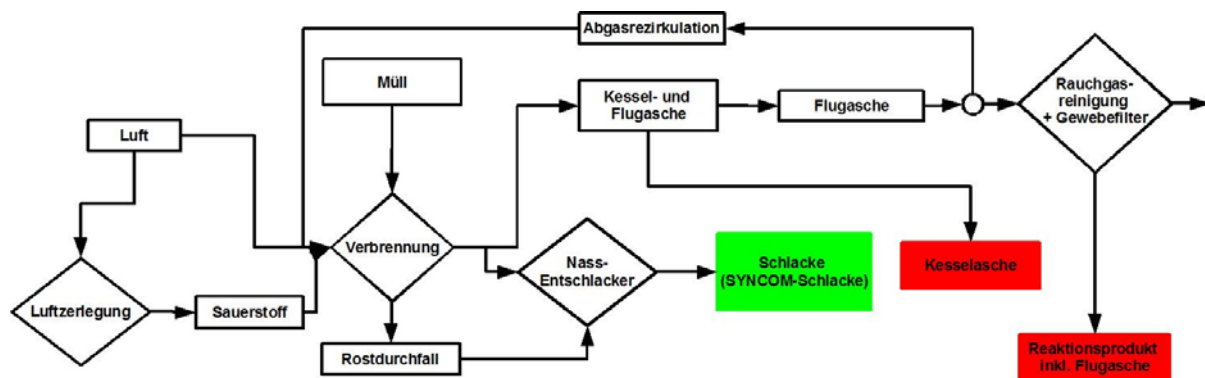 Abgasrezirkulation
Müll
Kessel- und
Flugasche
Flugasche
Rauchgas-
reinigung
+ Gewebefilter
Luft
Verbrennung
Nass-
Entschlacker
Schlacke
(SYNCOM-Schlacke)
Kesselasche
Luftzerlegung
Sauerstoff
Rostdurchfall
Reaktionsprodukt
inkl. Flugasche